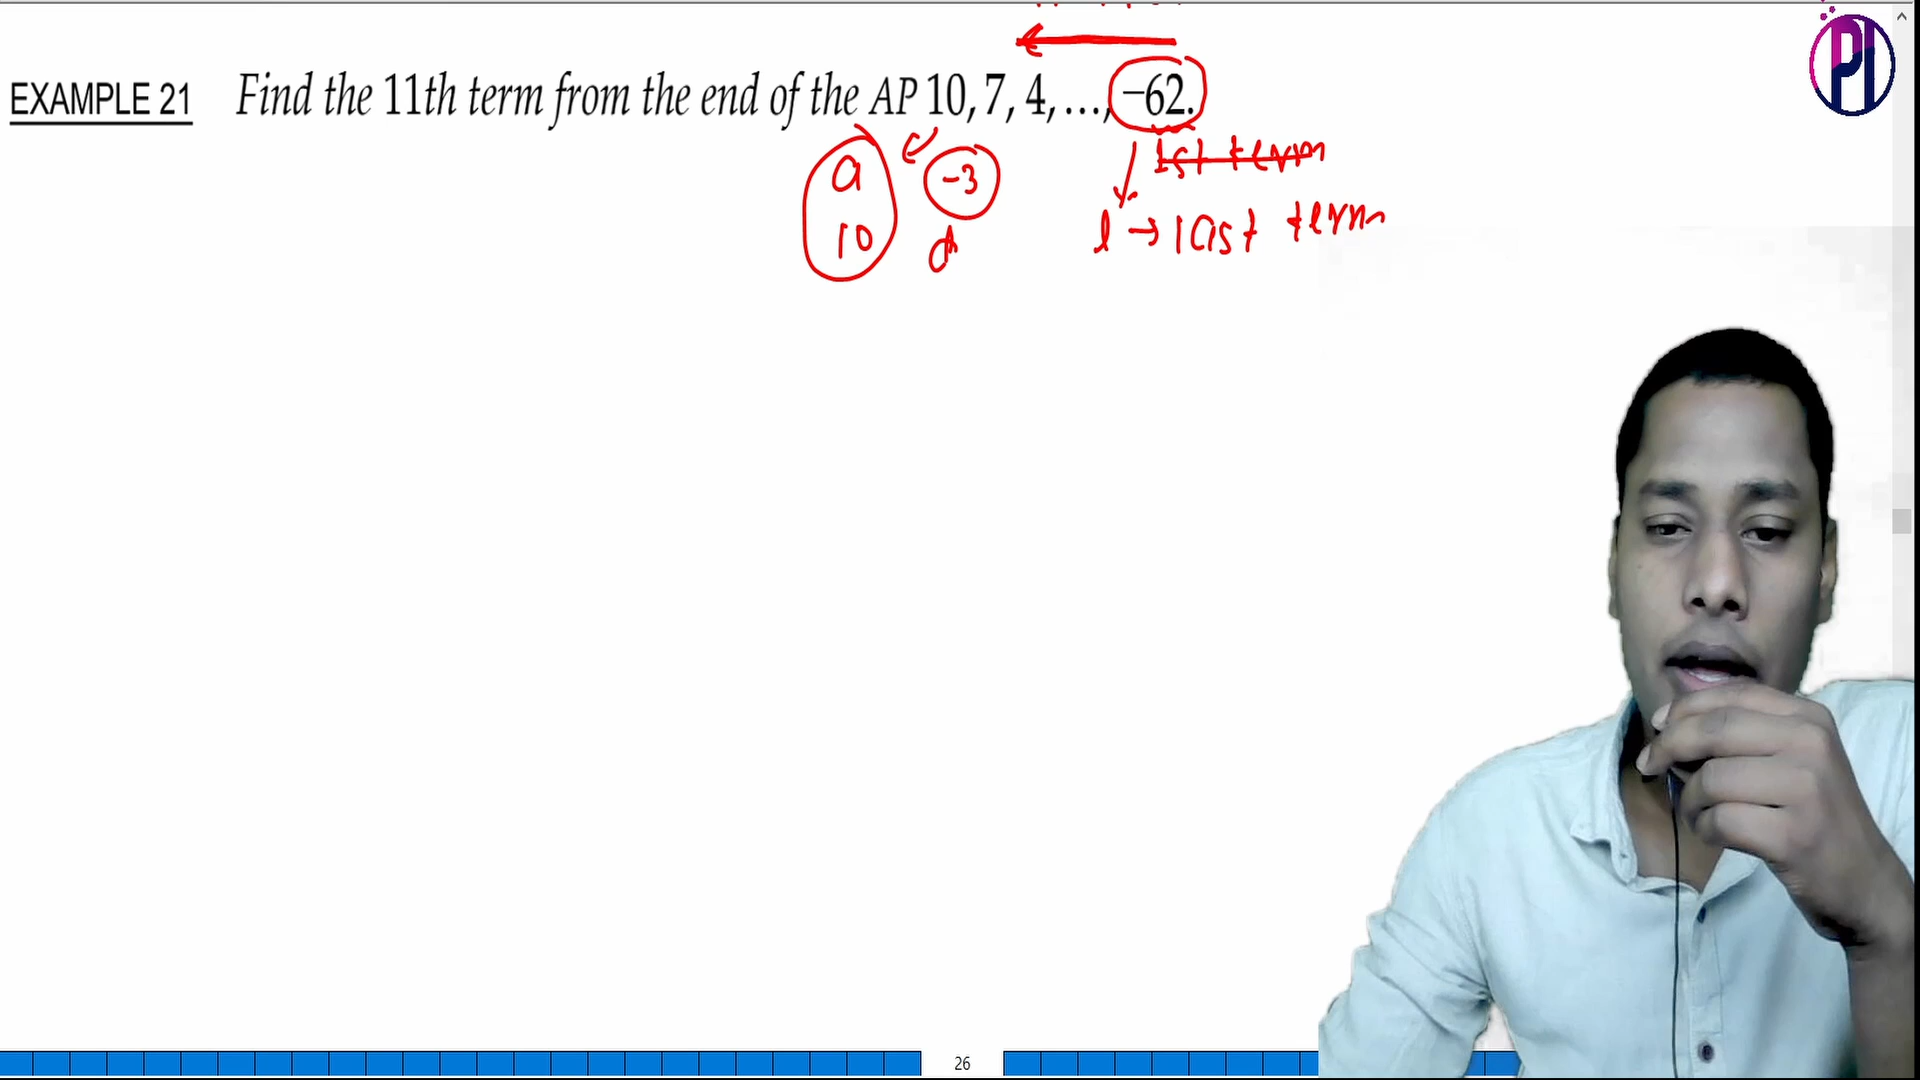 EXAMPLE 21 Find the 11th term from the end of the AP 10, 7, 4, ..., −62.
a -3 1st term
10 d l → last term
26
PI